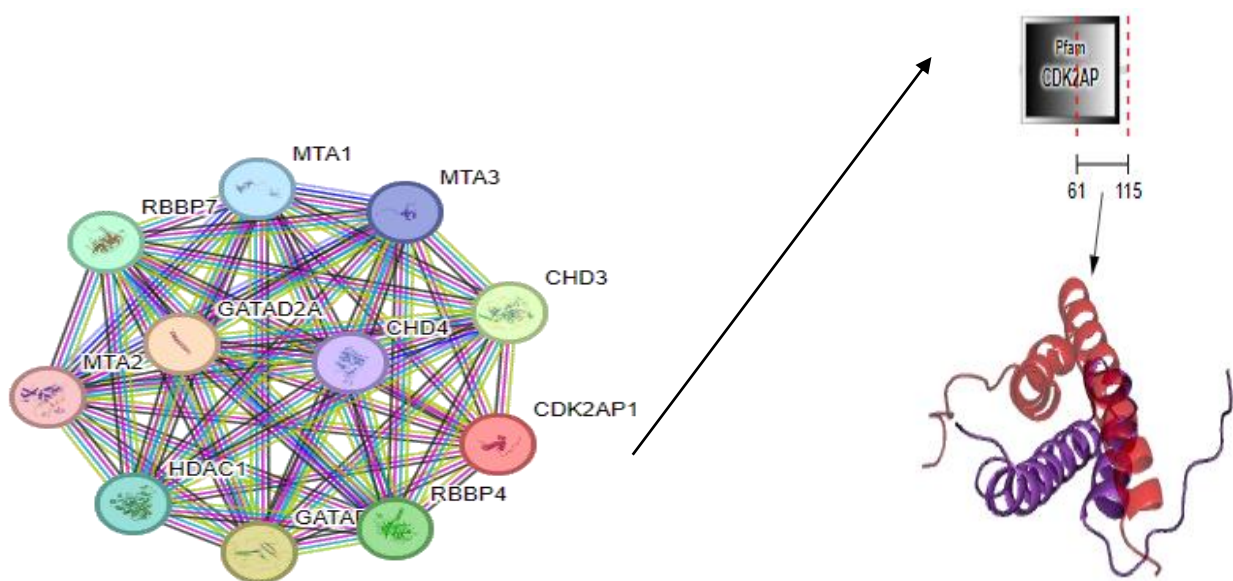 MTA1
MTA3
RBBP7
CHD3
GATAD2A
CHD4
MTA2
CDK2AP1
HDAC1
RBBP4
Pfam
CDK2AP
61 115